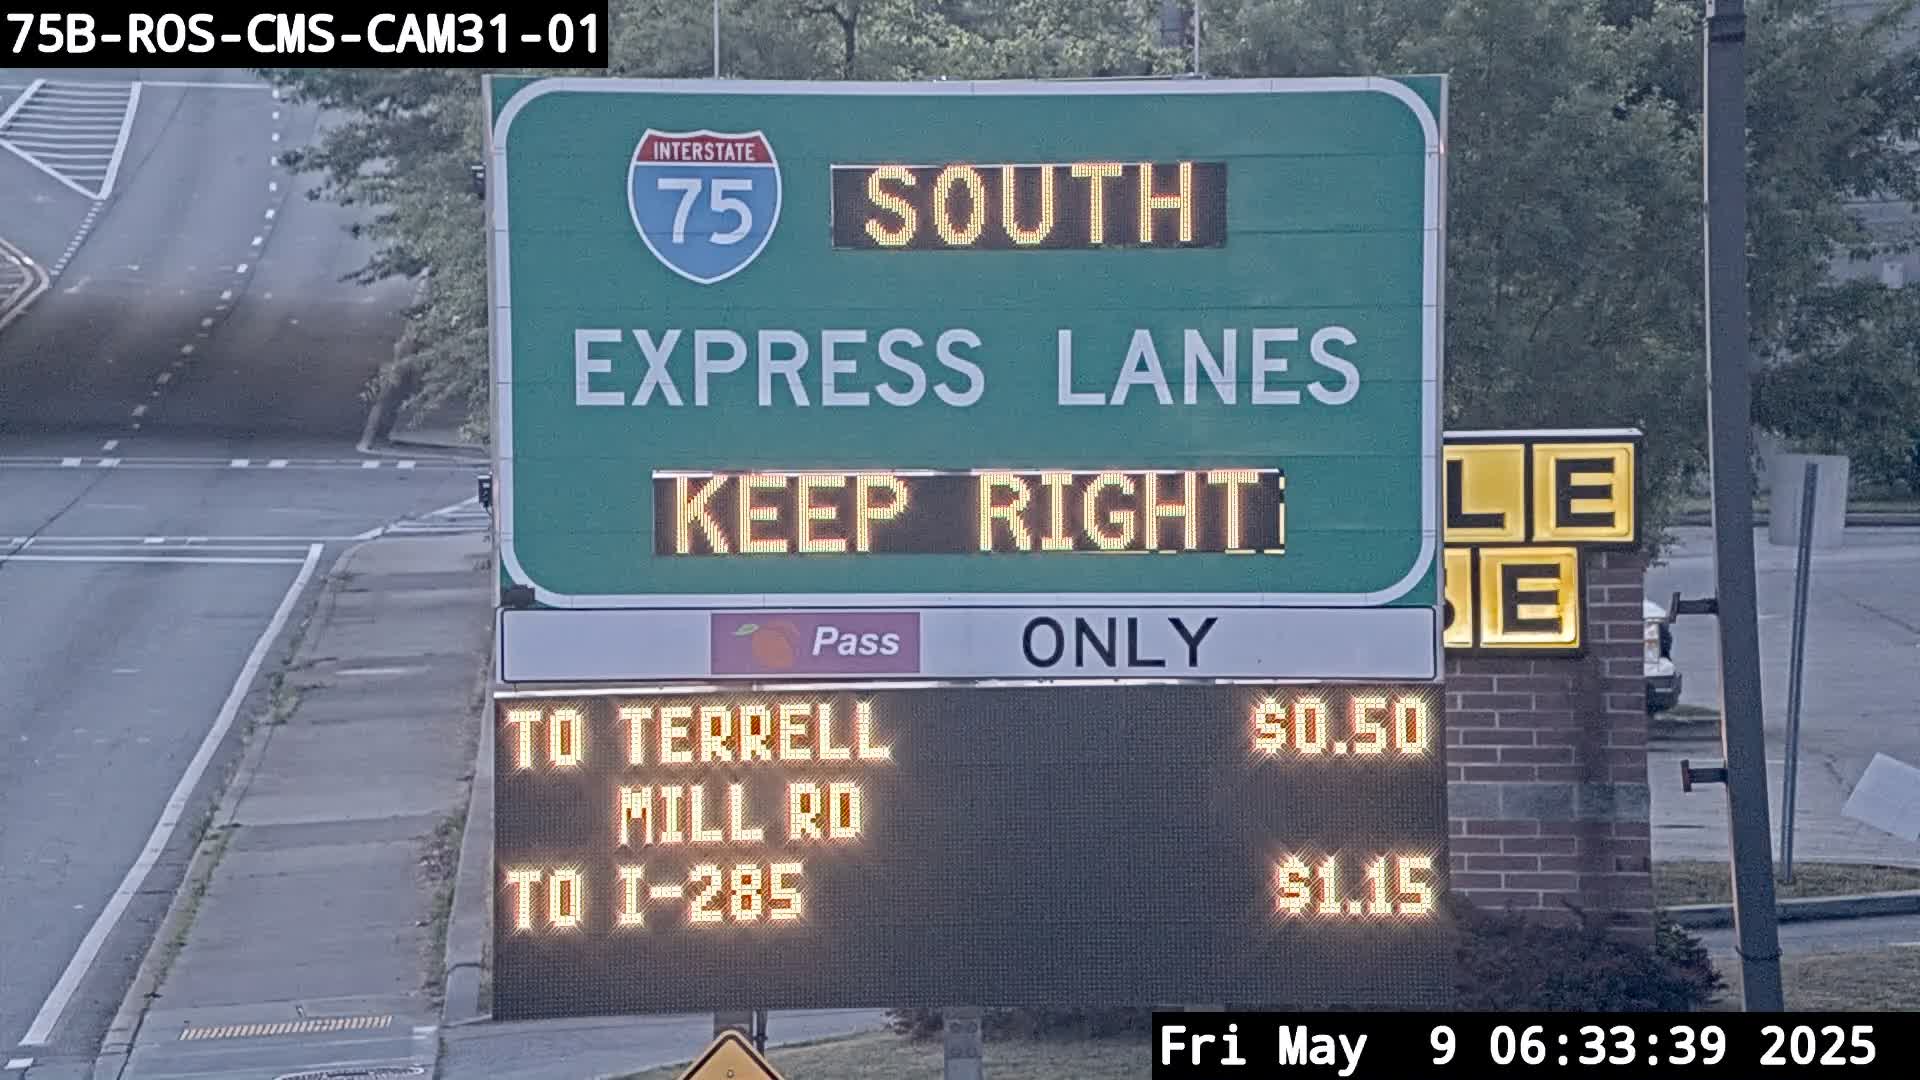 75B-ROS-CMS-CAM31-01
INTERSTATE
75
SOUTH
EXPRESS LANES
KEEP RIGHT
Pass ONLY
TO TERRELL $0.50
MILL RD
TO I-285 $1.15
LE
E
Fri May 9 06:33:39 2025